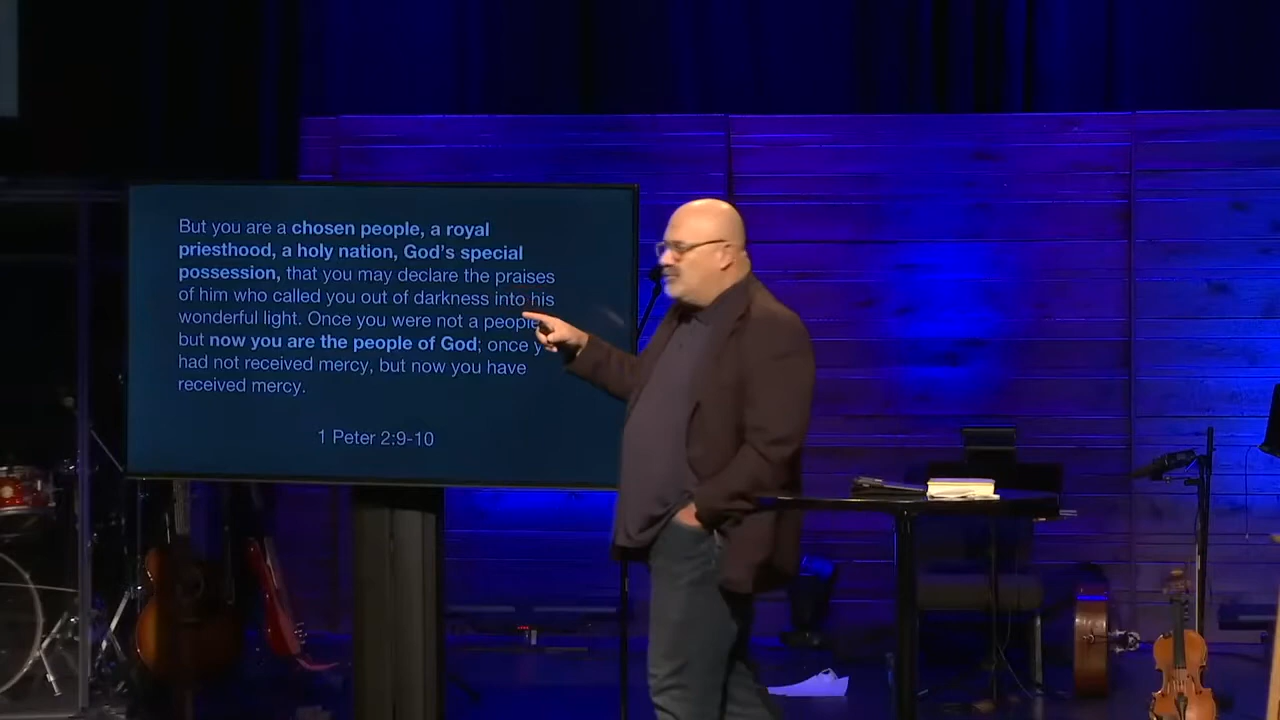 But you are a chosen people, a royal
priesthood, a holy nation, God's special
possession, that you may declare the praises
of him who called you out of darkness into his
wonderful light. Once you were not a people
but now you are the people of God; once y
had not received mercy, but now you have
received mercy.
1 Peter 2:9-10